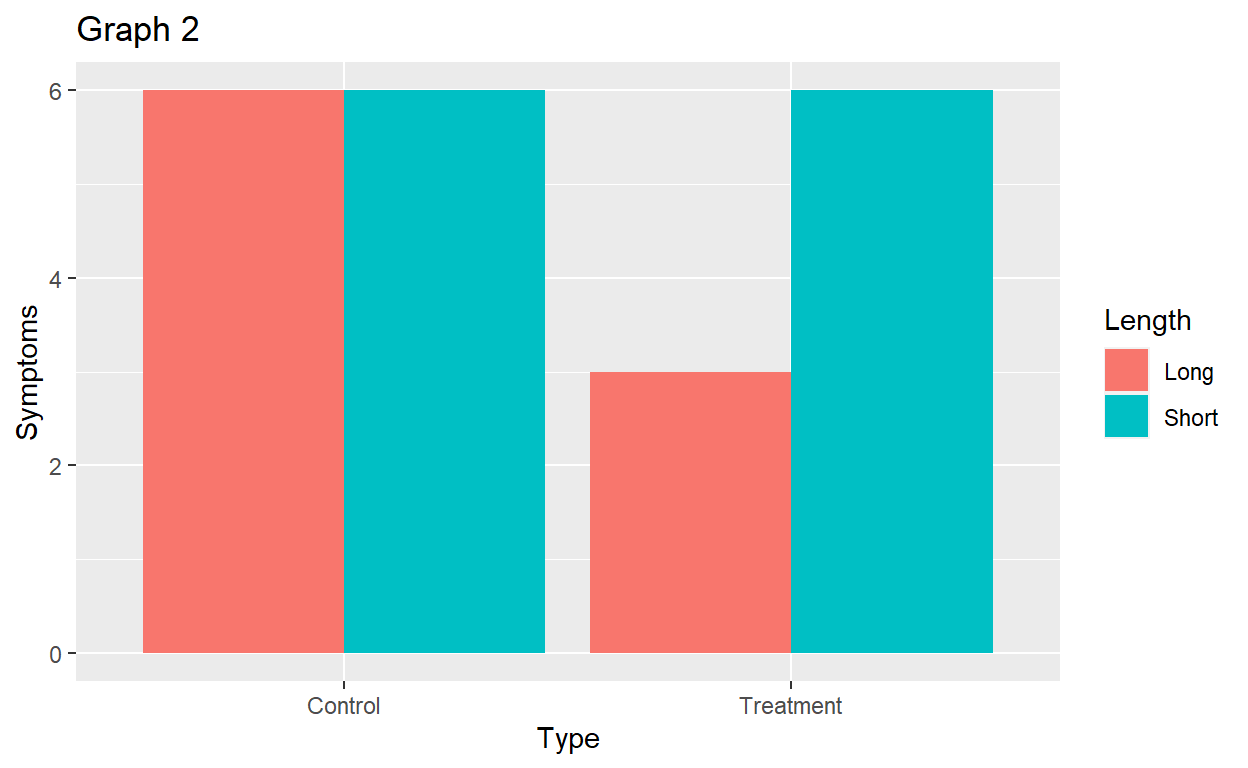 Graph 2
Symptoms
6
4
2
0
Control
Treatment
Type
Length
Long
Short